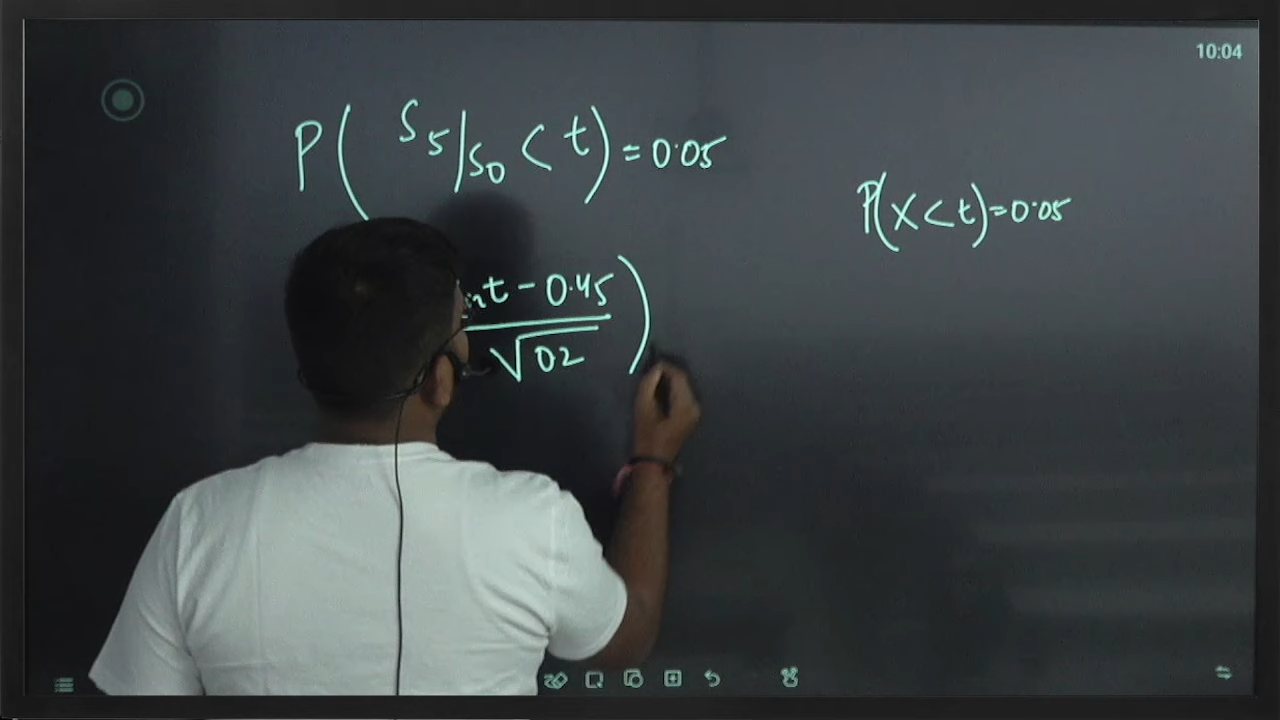 10:04
P( S5/S0 < t) = 0.05
P(X < t) = 0.05
t - 0.45)
√02